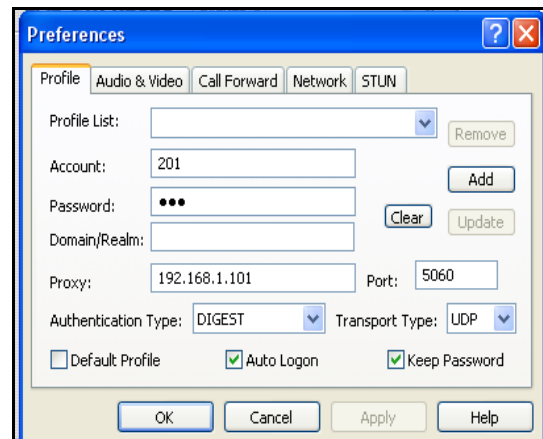 Preferences
Profile Audio & Video Call Forward Network STUN
Profile List:
Remove
Account: 201
Add
Password: •••
Clear Update
Domain/Realm:
Proxy: 192.168.1.101 Port: 5060
Authentication Type: DIGEST Transport Type: UDP
Default Profile Auto Logon Keep Password
OK Cancel Apply Help